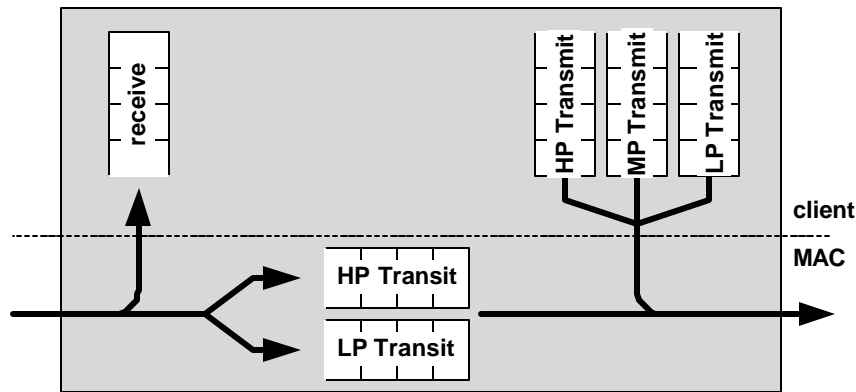 receive
HP Transmit
MP Transmit
LP Transmit
client
MAC
HP Transit
LP Transit